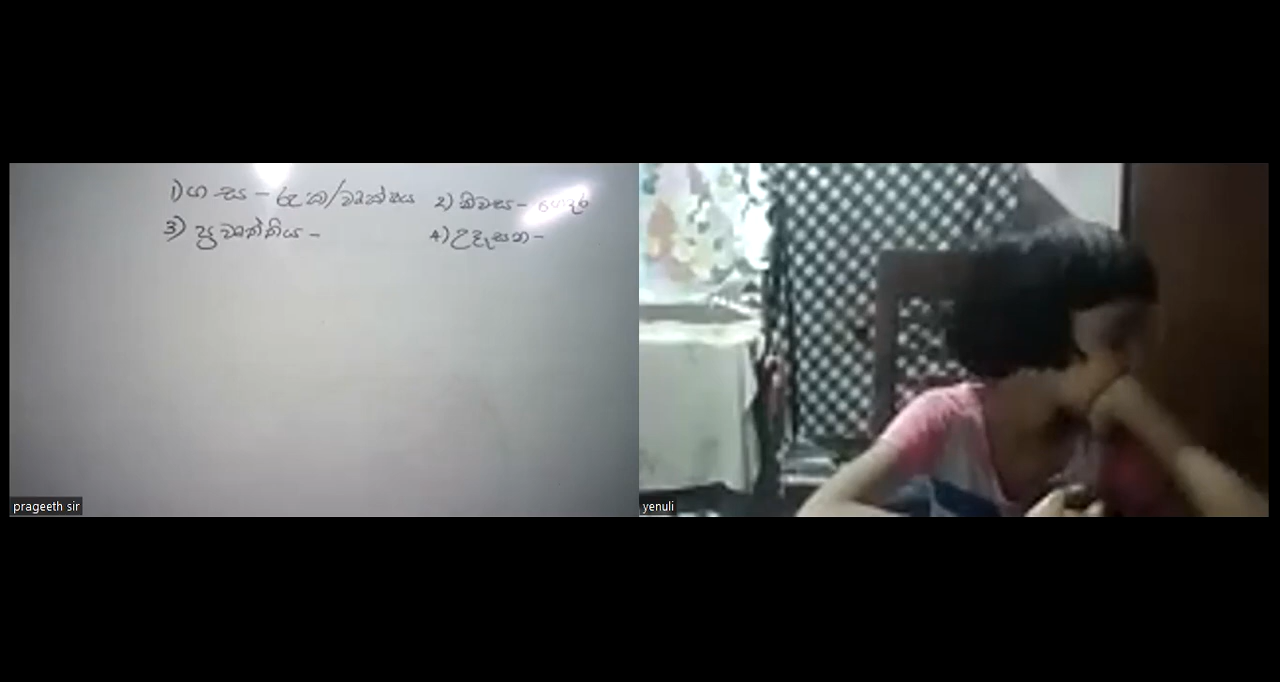 1) ගස - රුක/වෘක්ෂය 2) නිවස - ගෙදර
3) ප්‍රවෘත්තිය - 4) උදෑසන -
prageeth sir
yenuli